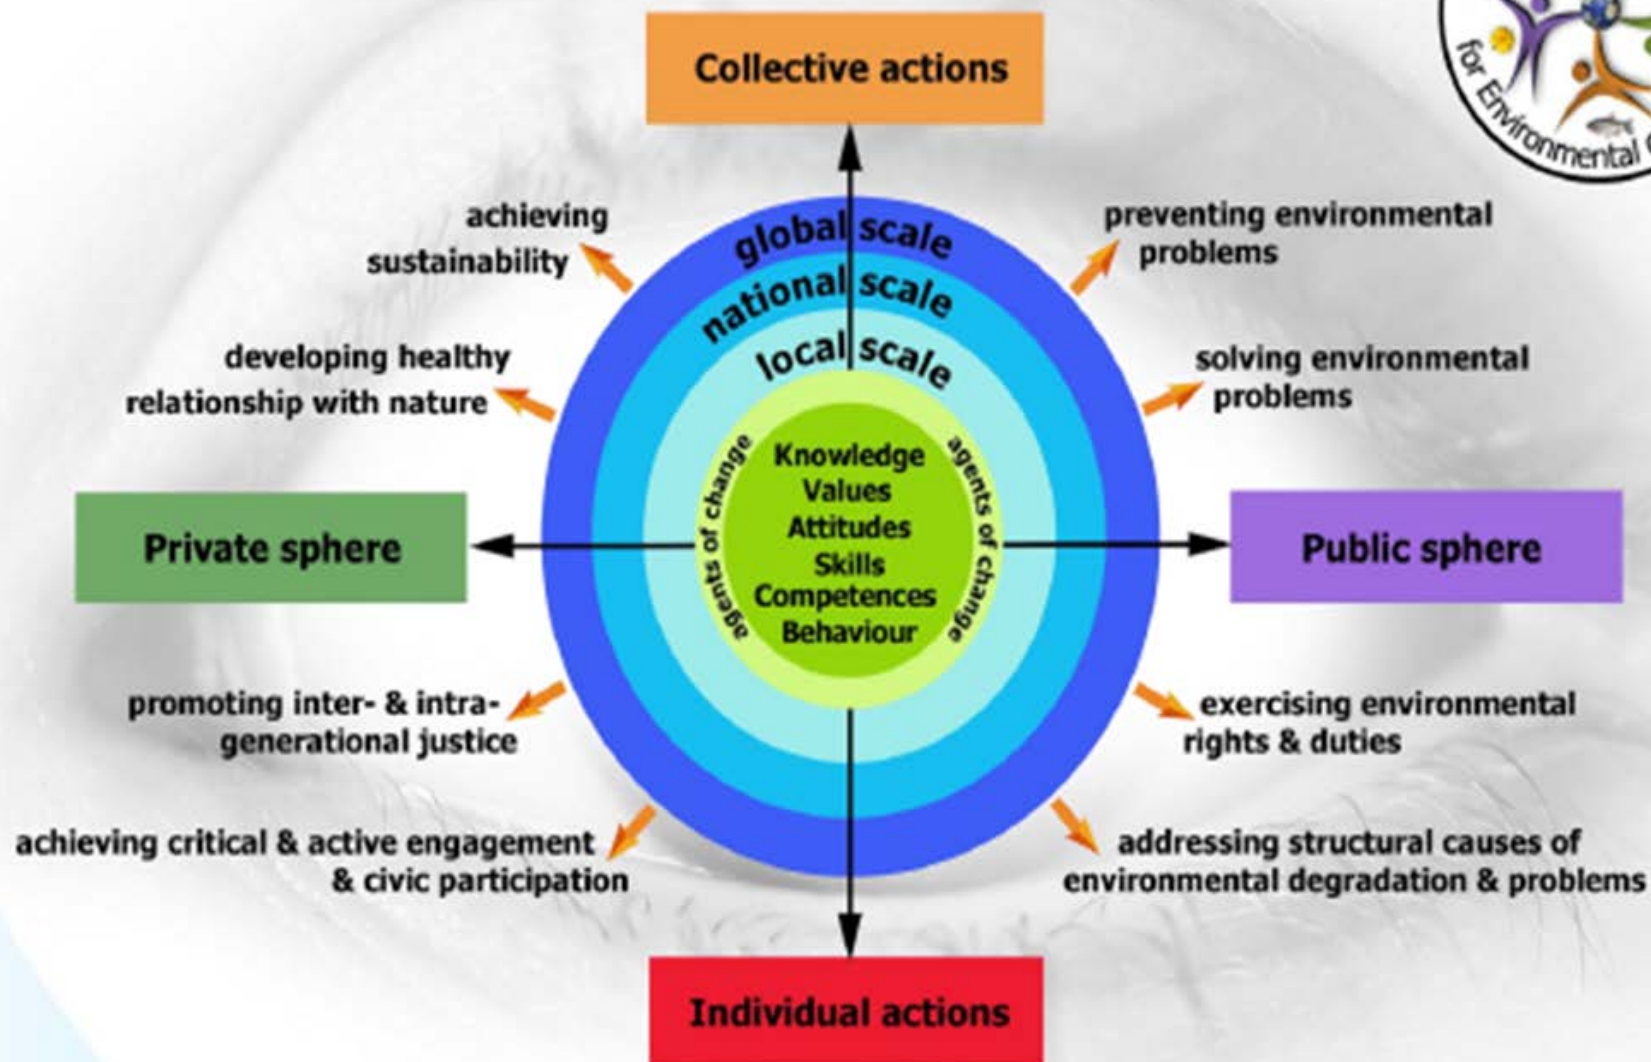 Collective actions
for Environmental
achieving
sustainability
preventing environmental
problems
global scale
national scale
local scale
developing healthy
relationship with nature
solving environmental
problems
agents of change
Knowledge
Values
Attitudes
Skills
Competences
Behaviour
agents of change
Private sphere
Public sphere
promoting inter- & intra-
generational justice
exercising environmental
rights & duties
achieving critical & active engagement
& civic participation
addressing structural causes of
environmental degradation & problems
Individual actions